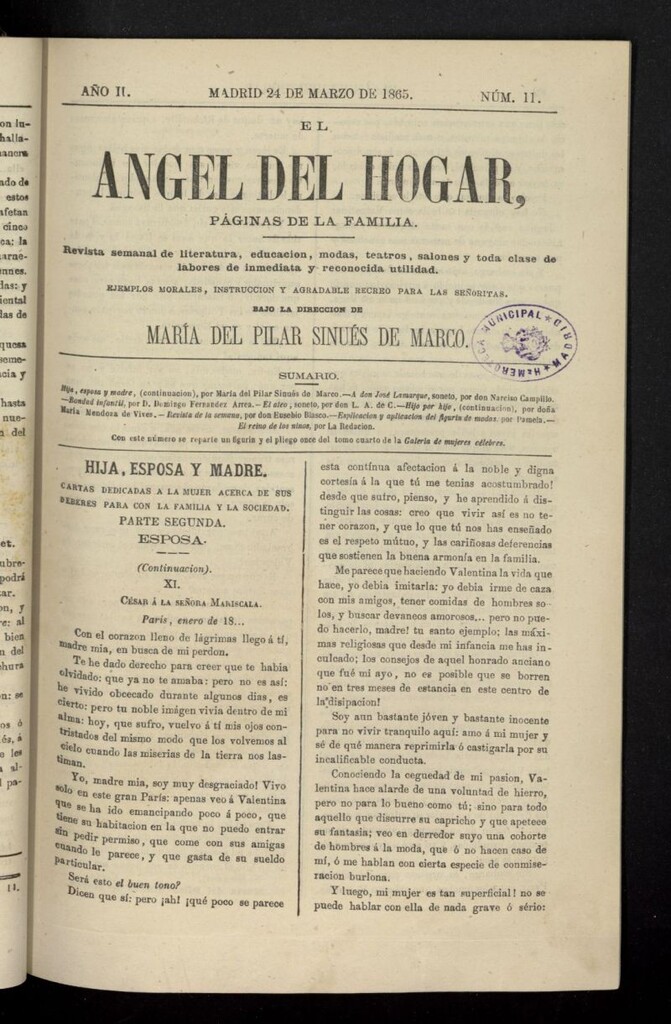 AÑO II. MADRID 24 DE MARZO DE 1865. NÚM. 11.
EL
ANGEL DEL HOGAR,
PÁGINAS DE LA FAMILIA.
Revista semanal de literatura, educacion, modas, teatros, salones y toda clase de
labores de inmediata y reconocida utilidad.
EJEMPLOS MORALES, INSTRUCCION Y AGRADABLE RECREO PARA LAS SEÑORITAS.
BAJO LA DIRECCION DE
MARÍA DEL PILAR SINUÉS DE MARCO.
HEMEROTECA MUNICIPAL
MADRID
SUMARIO.
Hija, esposa y madre, (continuacion), por María del Pilar Sinués de Marco.—A don José Lamarque, soneto, por don Narciso Campillo.
—Bondad infantil, por D. Domingo Fernandez Arrea.—El aleo, soneto, por don L. A. de C.—Hijo por hijo, (continuacion), por doña
María Mendoza de Vives.—Revista de la semana, por don Eusebio Blasco.—Esplicacion y aplicacion del figurin de modas, por Pamela.—
El reino de los ninos, por La Redacion.
Con este número se reparte un figurin y el pliego once del tomo cuarto de la Galería de mujeres célebres.
HIJA, ESPOSA Y MADRE.
CARTAS DEDICADAS A LA MUJER ACERCA DE SUS
DEBERES PARA CON LA FAMILIA Y LA SOCIEDAD.
PARTE SEGUNDA.
ESPOSA.
(Continuacion).
XI.
CÉSAR Á LA SEÑORA MARISCALA.
París, enero de 18...
Con el corazon lleno de lágrimas llego á tí,
madre mia, en busca de mi perdon.
Te he dado derecho para creer que te habia
olvidado: que ya no te amaba: pero no es así:
he vivido obcecado durante algunos dias, es
cierto: pero tu noble imágen vivia dentro de mi
alma: hoy, que sufro, vuelvo á tí mis ojos con-
tristados del mismo modo que los volvemos al
cielo cuando las miserias de la tierra nos las-
timan.
Yo, madre mia, soy muy desgraciado! Vivo
solo en este gran París: apenas veo á Valentina
que se ha ido emancipando poco á poco, que
tiene su habitacion en la que no puedo entrar
sin pedir permiso, que come con sus amigas
cuando le parece, y que gasta de su sueldo
particular.
Será esto el buen tono?
Dicen que sí: pero ¡ah! ¡qué poco se parece
esta contínua afectacion á la noble y digna
cortesía á la que tú me tenias acostumbrado!
desde que sufro, pienso, y he aprendido á dis-
tinguir las cosas: creo que vivir así es no te-
ner corazon, y que lo que tú nos has enseñado
es el respeto mútuo, y las cariñosas deferencias
que sostienen la buena armonía en la familia.
Me parece que haciendo Valentina la vida que
hace, yo debia imitarla: yo debia irme de caza
con mis amigos, tener comidas de hombres so-
los, y buscar devaneos amorosos... pero no pue-
do hacerlo, madre! tu santo ejemplo; las máxi-
mas religiosas que desde mi infancia me has in-
culcado; los consejos de aquel honrado anciano
que fué mi ayo, no es posible que se borren
no en tres meses de estancia en este centro de
la disipacion!
Soy aun bastante jóven y bastante inocente
para no vivir tranquilo aquí: amo á mi mujer y
sé de qué manera reprimirla ó castigarla por su
incalificable conducta.
Conociendo la ceguedad de mi pasion, Va-
lentina hace alarde de una voluntad de hierro,
pero no para lo bueno como tú; sino para todo
aquello que discurre su capricho y que apetece
su fantasía; veo en derredor suyo una cohorte
de hombres á la moda, que ó no hacen caso de
mí, ó me hablan con cierta especie de conmise-
racion burlona.
Y luego, mi mujer es tan superficial! no se
puede hablar con ella de nada grave ó sério:
11.